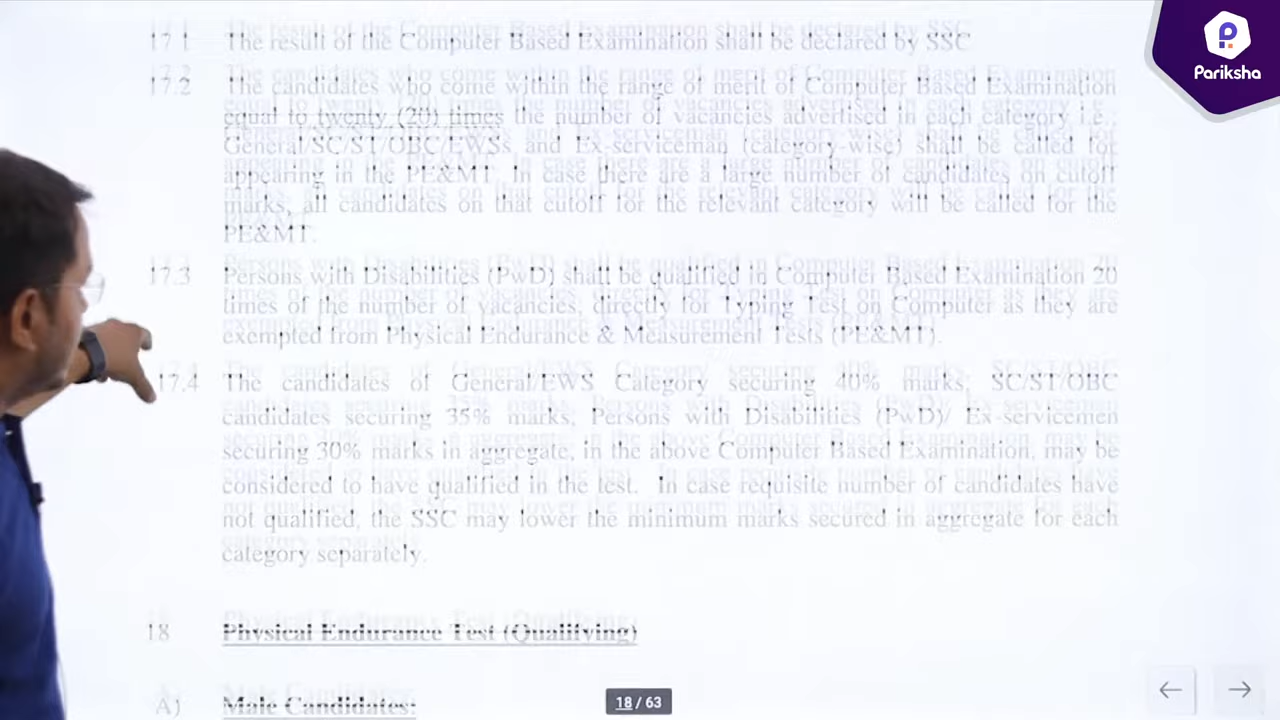 Pariksha
17.1 The result of the Computer Based Examination shall be declared by SSC
17.2 The candidates who come within the range of merit of Computer Based Examination
equal to twenty (20) times the number of vacancies advertised in each category i.e.,
General/SC/ST/OBC/EWSs and Ex-serviceman (category-wise) shall be called for
appearing in the PE&MT. In case there are a large number of candidates on cutoff
marks, all candidates on that cutoff for the relevant category will be called for the
PE&MT.
17.3 Persons with Disabilities (PwD) shall be qualified in Computer Based Examination 20
times of the number of vacancies, directly for Typing Test on Computer as they are
exempted from Physical Endurance & Measurement Tests (PE&MT).
17.4 The candidates of General/EWS Category securing 40% marks; SC/ST/OBC
candidates securing 35% marks; Persons with Disabilities (PwD)/ Ex-servicemen
securing 30% marks in aggregate, in the above Computer Based Examination, may be
considered to have qualified in the test. In case requisite number of candidates have
not qualified, the SSC may lower the minimum marks secured in aggregate for each
category separately.
18 Physical Endurance Test (Qualifying)
A) Male Candidates:
18 / 63